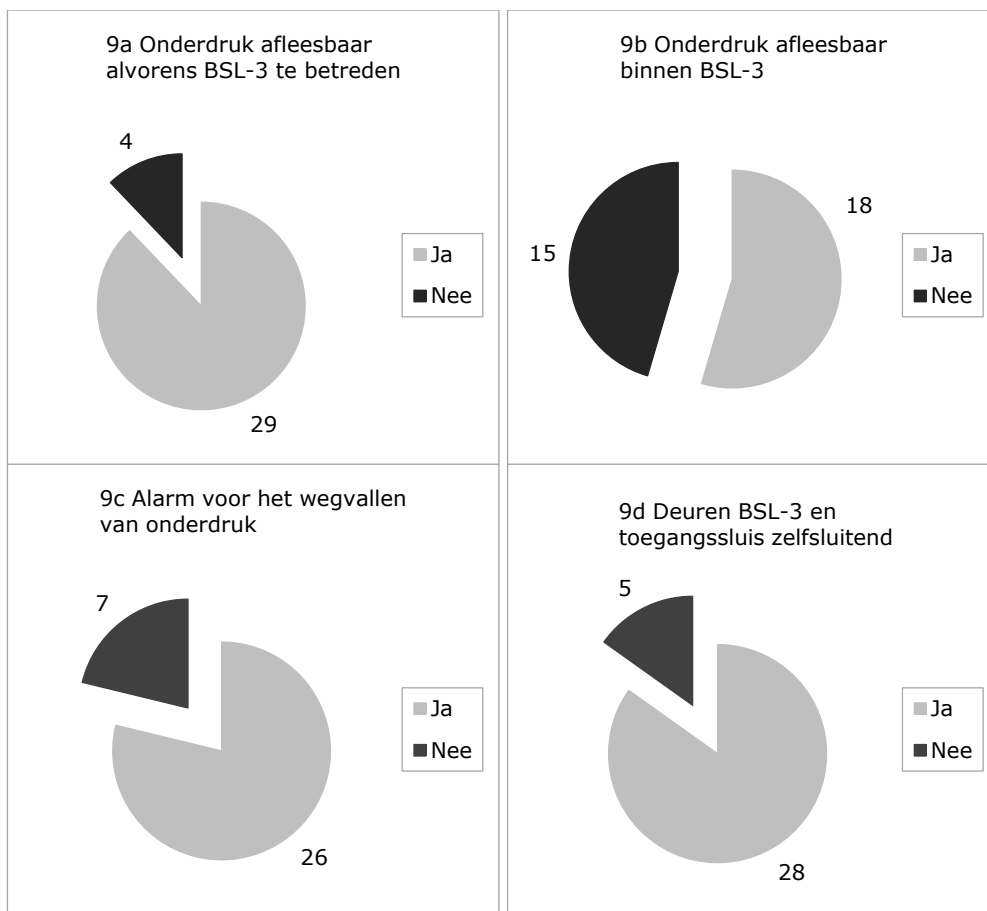 9a Onderdruk afleesbaar
alvorens BSL-3 te betreden
4
29
Ja
Nee
9b Onderdruk afleesbaar
binnen BSL-3
15
18
Ja
Nee
9c Alarm voor het wegvallen
van onderdruk
7
26
Ja
Nee
9d Deuren BSL-3 en
toegangssluis zelfsluitend
5
28
Ja
Nee